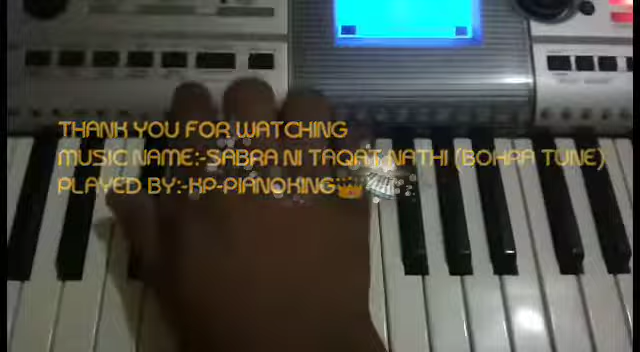 THANK YOU FOR WATCHING
MUSIC NAME:-SABRA NI TAQAT NATHI (BOHRA TUNE)
PLAYED BY:-KP-PIANOKING👑🎹